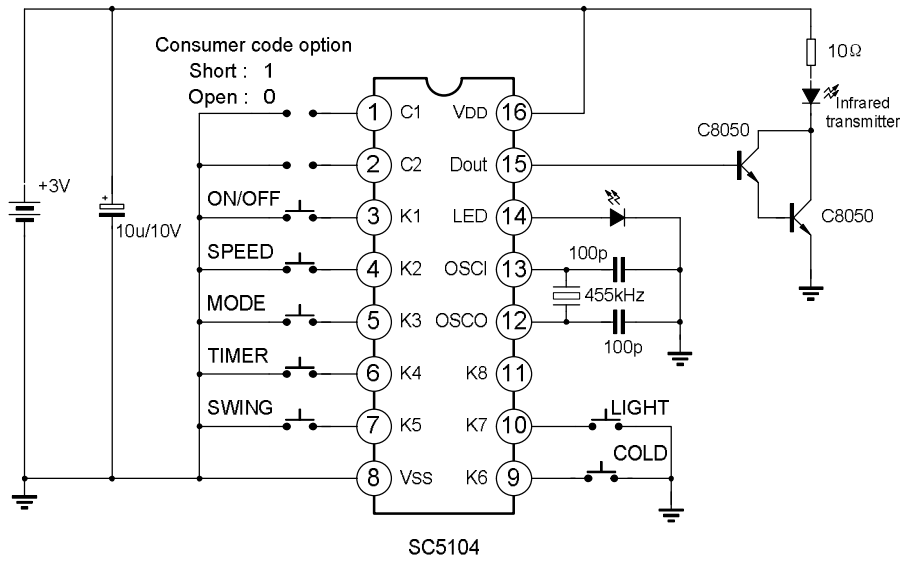 Consumer code option
Short : 1
Open : 0
10Ω
Infrared
transmitter
C8050
C8050
+3V
+
10u/10V
1 C1 VDD 16
2 C2 Dout 15
ON/OFF
3 K1 LED 14
SPEED
4 K2 OSCI 13
100p
455kHz
MODE
5 K3 OSCO 12
100p
TIMER
6 K4 K8 11
SWING
7 K5 K7 10
LIGHT
8 VSS K6 9
COLD
SC5104